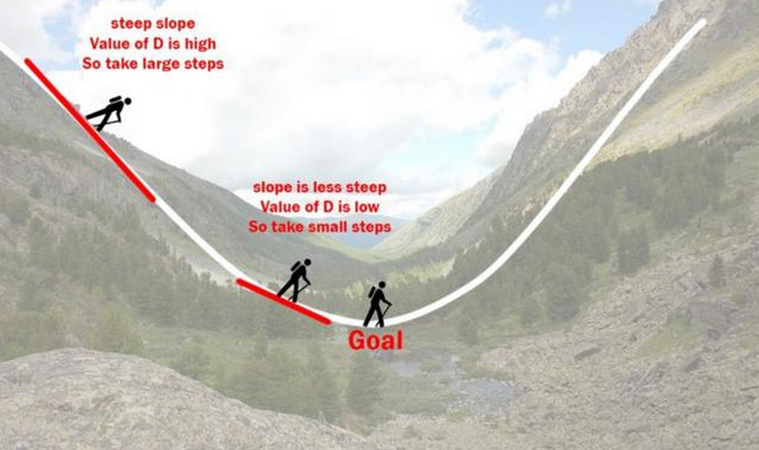 steep slope
Value of D is high
So take large steps
slope is less steep
Value of D is low
So take small steps
Goal